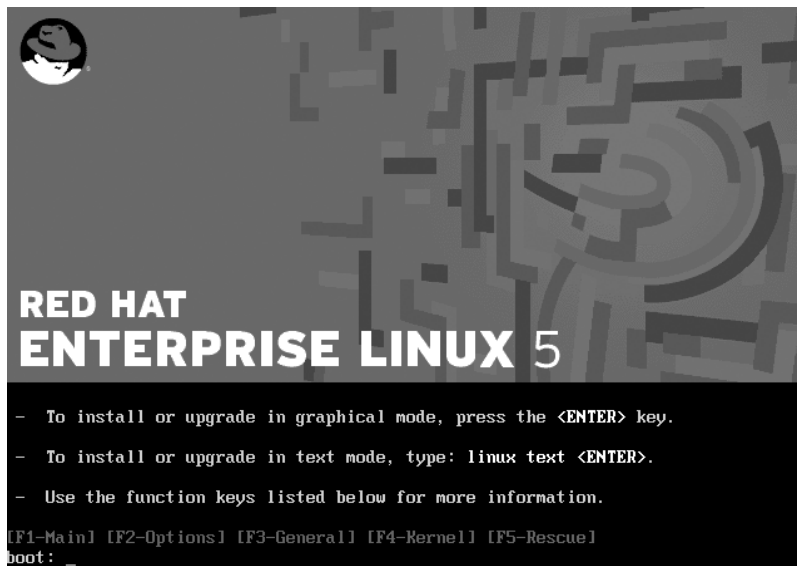 RED HAT
ENTERPRISE LINUX 5
- To install or upgrade in graphical mode, press the <ENTER> key.
- To install or upgrade in text mode, type: linux text <ENTER>.
- Use the function keys listed below for more information.
[F1-Main] [F2-Options] [F3-General] [F4-Kernel] [F5-Rescue]
boot: _